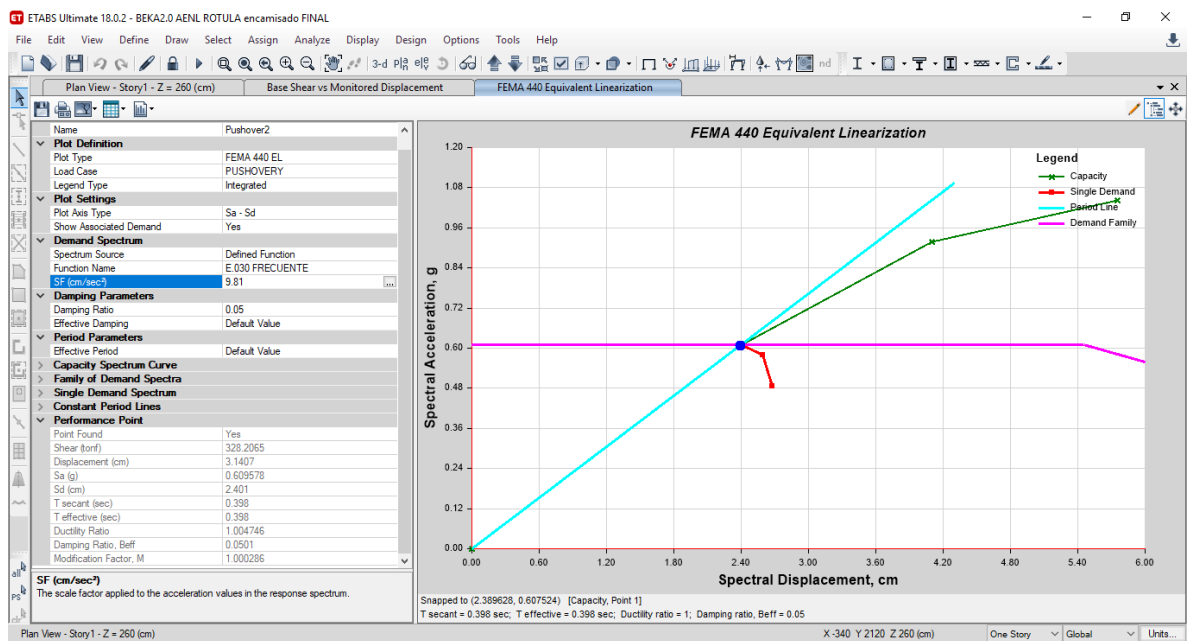 ETABS Ultimate 18.0.2 - BEKA2.0 AENL ROTULA encamisado FINAL
File Edit View Define Draw Select Assign Analyze Display Design Options Tools Help
3-d nd
Plan View - Story1 - Z = 260 (cm) Base Shear vs Monitored Displacement FEMA 440 Equivalent Linearization
Name Pushover2
Plot Definition
Plot Type FEMA 440 EL
Load Case PUSHOVERY
Legend Type Integrated
Plot Settings
Plot Axis Type Sa - Sd
Show Associated Demand Yes
Demand Spectrum
Spectrum Source Defined Function
Function Name E.030 FRECUENTE
SF (cm/sec²) 9.81 ...
Damping Parameters
Damping Ratio 0.05
Effective Damping Default Value
Period Parameters
Effective Period Default Value
Capacity Spectrum Curve
Family of Demand Spectra
Single Demand Spectrum
Constant Period Lines
Performance Point
Point Found Yes
Shear (tonf) 328.2065
Displacement (cm) 3.1407
Sa (g) 0.609578
Sd (cm) 2.401
T secant (sec) 0.398
T effective (sec) 0.398
Ductility Ratio 1.004746
Damping Ratio, Beff 0.0501
Modification Factor, M 1.000286
SF (cm/sec²)
The scale factor applied to the acceleration values in the response spectrum.
all
PS
clr
FEMA 440 Equivalent Linearization
Legend
Capacity
Single Demand
Period Line
Demand Family
Spectral Acceleration, g
1.20
1.08
0.96
0.84
0.72
0.60
0.48
0.36
0.24
0.12
0.00
0.00 0.60 1.20 1.80 2.40 3.00 3.60 4.20 4.80 5.40 6.00
Spectral Displacement, cm
Snapped to (2.389628, 0.607524) [Capacity, Point 1]
T secant = 0.398 sec; T effective = 0.398 sec; Ductility ratio = 1; Damping ratio, Beff = 0.05
Plan View - Story1 - Z = 260 (cm) X -340 Y 2120 Z 260 (cm) One Story Global Units...